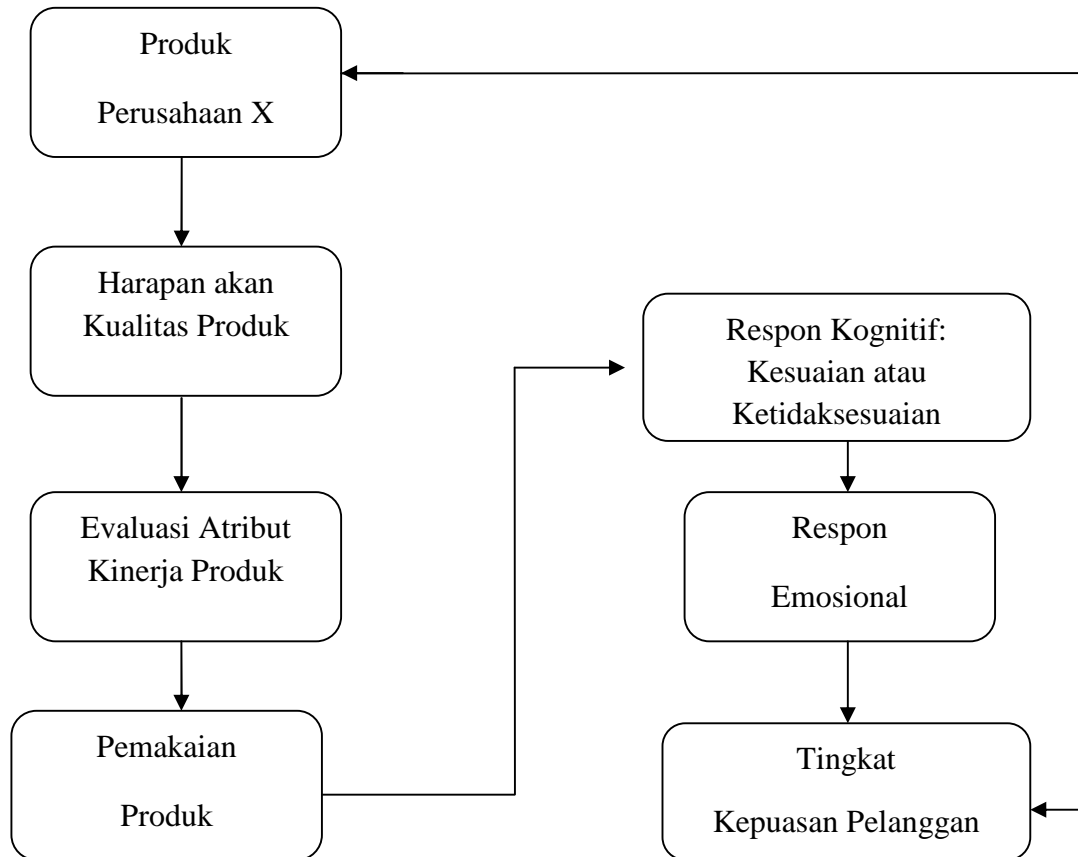 Produk
Perusahaan X
Harapan akan
Kualitas Produk
Evaluasi Atribut
Kinerja Produk
Pemakaian
Produk
Respon Kognitif:
Kesuaian atau
Ketidaksesuaian
Respon
Emosional
Tingkat
Kepuasan Pelanggan